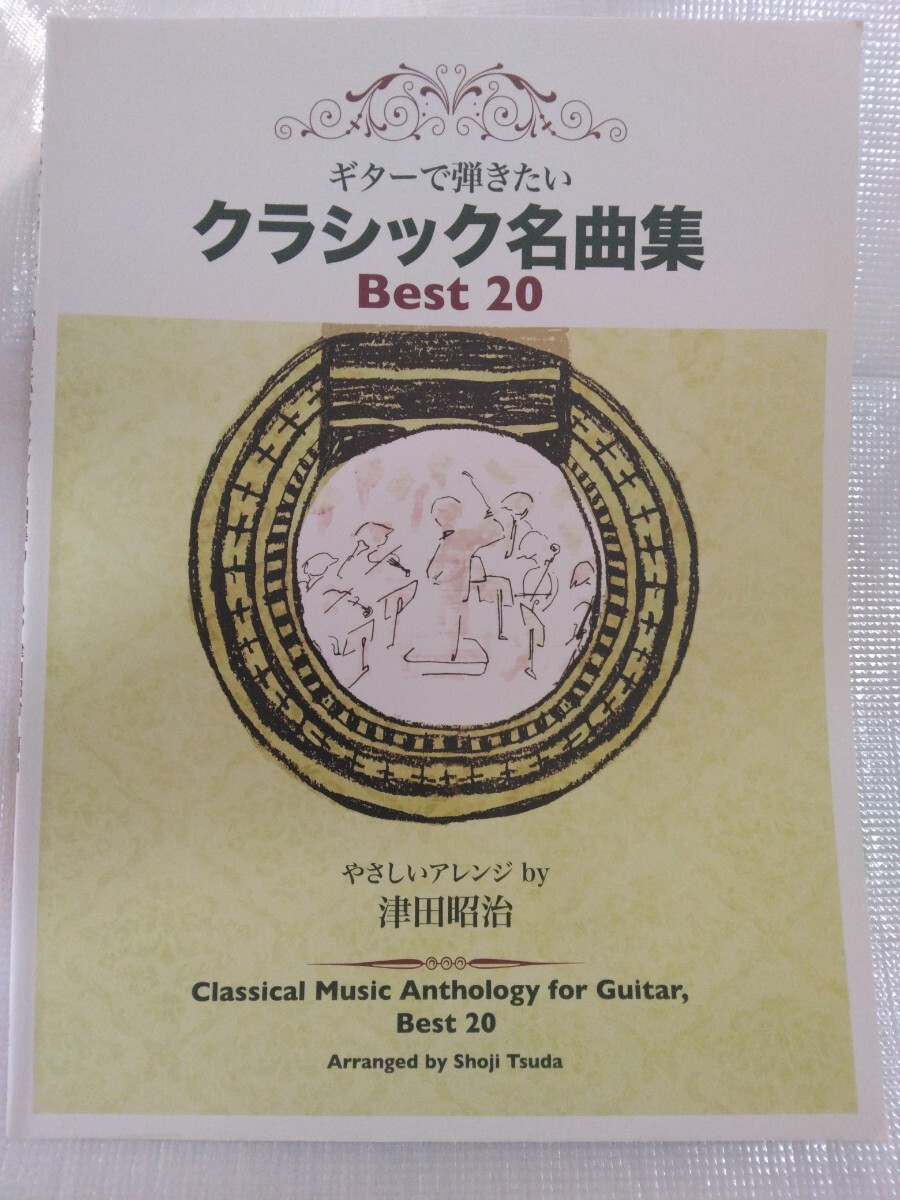 ギターで弾きたい
クラシック名曲集
Best 20
やさしいアレンジ by
津田昭治
Classical Music Anthology for Guitar,
Best 20
Arranged by Shoji Tsuda